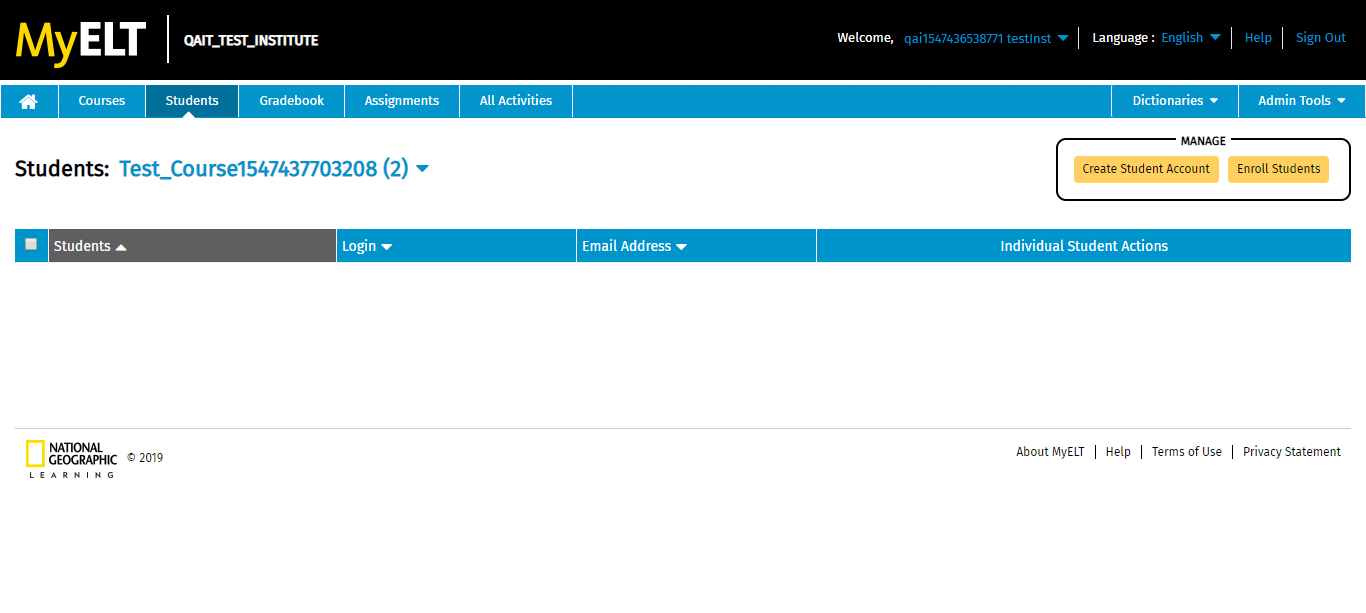 MyELT QAIT_TEST_INSTITUTE Welcome, qai1547436538771 testInst Language : English Help Sign Out
Courses Students Gradebook Assignments All Activities Dictionaries Admin Tools
MANAGE
Students: Test_Course1547437703208 (2) Create Student Account Enroll Students
Students Login Email Address Individual Student Actions
NATIONAL
GEOGRAPHIC
LEARNING
© 2019
About MyELT Help Terms of Use Privacy Statement